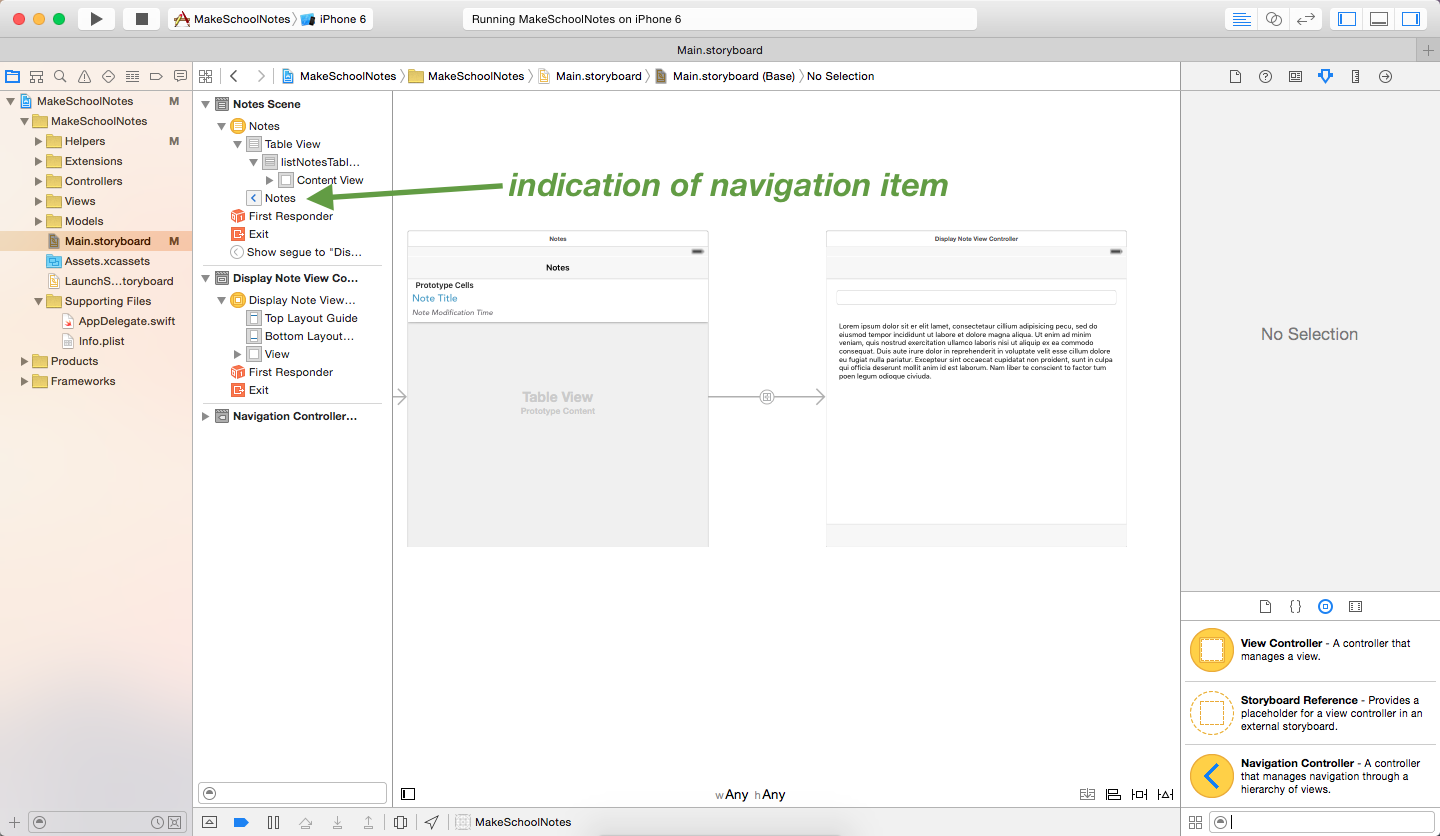 MakeSchoolNotes
iPhone 6
Running MakeSchoolNotes on iPhone 6
Main.storyboard
MakeSchoolNotes
MakeSchoolNotes
Main.storyboard
Main.storyboard (Base)
No Selection
MakeSchoolNotes M
MakeSchoolNotes
Helpers M
Extensions
Controllers
Views
Models
Main.storyboard M
Assets.xcassets
LaunchS...toryboard
Supporting Files
AppDelegate.swift
Info.plist
Products
Frameworks
Notes Scene
Notes
Table View
listNotesTabl...
Content View
Notes
First Responder
Exit
Show segue to "Dis...
Display Note View Co...
Display Note View...
Top Layout Guide
Bottom Layout...
View
First Responder
Exit
Navigation Controller...
indication of navigation item
Notes
Notes
Prototype Cells
Note Title
Note Modification Time
Table View
Prototype Content
Display Note View Controller
Lorem ipsum dolor sit er elit lamet, consectetaur cillium adipisicing pecu, sed do
eiusmod tempor incididunt ut labore et dolore magna aliqua. Ut enim ad minim
veniam, quis nostrud exercitation ullamco laboris nisi ut aliquip ex ea commodo
consequat. Duis aute irure dolor in reprehenderit in voluptate velit esse cillum dolore
eu fugiat nulla pariatur. Excepteur sint occaecat cupidatat non proident, sunt in culpa
qui officia deserunt mollit anim id est laborum. Nam liber te conscient to factor tum
poen legum odioque civiuda.
wAny hAny
MakeSchoolNotes
No Selection
View Controller - A controller that
manages a view.
Storyboard Reference - Provides a
placeholder for a view controller in an
external storyboard.
Navigation Controller - A controller
that manages navigation through a
hierarchy of views.